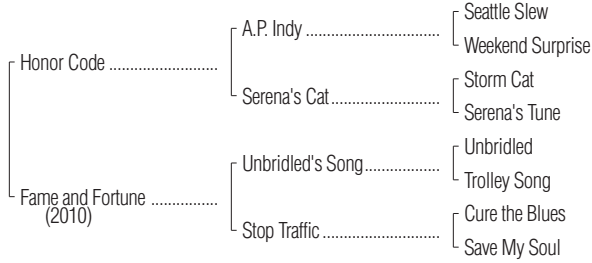 Seattle Slew
A.P. Indy ..........................
Weekend Surprise
Honor Code ..........................
Storm Cat
Serena's Cat..........................
Serena's Tune
Unbridled
Unbridled's Song..................
Trolley Song
Fame and Fortune ................
(2010)
Cure the Blues
Stop Traffic............................
Save My Soul